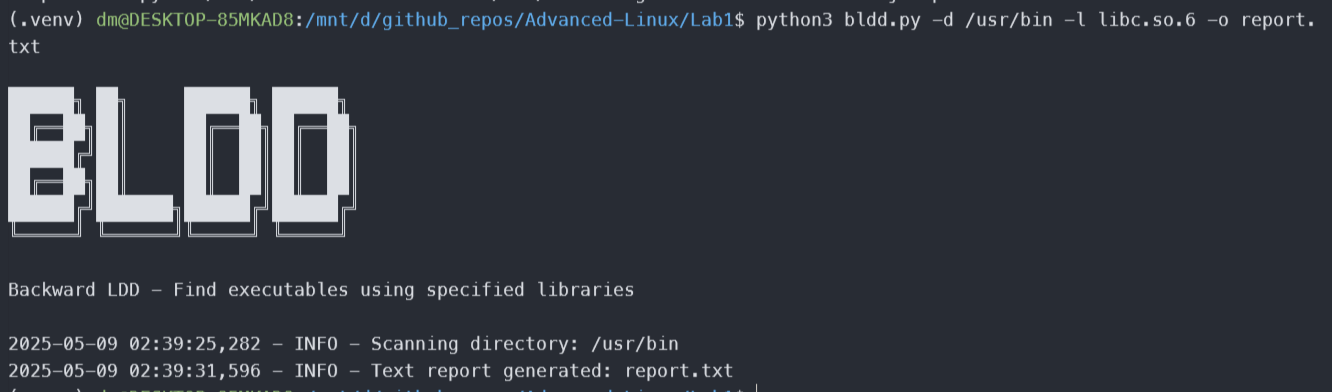 (.venv) dm@DESKTOP-85MKAD8:/mnt/d/github_repos/Advanced-Linux/Lab1$ python3 bldd.py -d /usr/bin -l libc.so.6 -o report.
txt
BLDD
Backward LDD - Find executables using specified libraries
2025-05-09 02:39:25,282 - INFO - Scanning directory: /usr/bin
2025-05-09 02:39:31,596 - INFO - Text report generated: report.txt